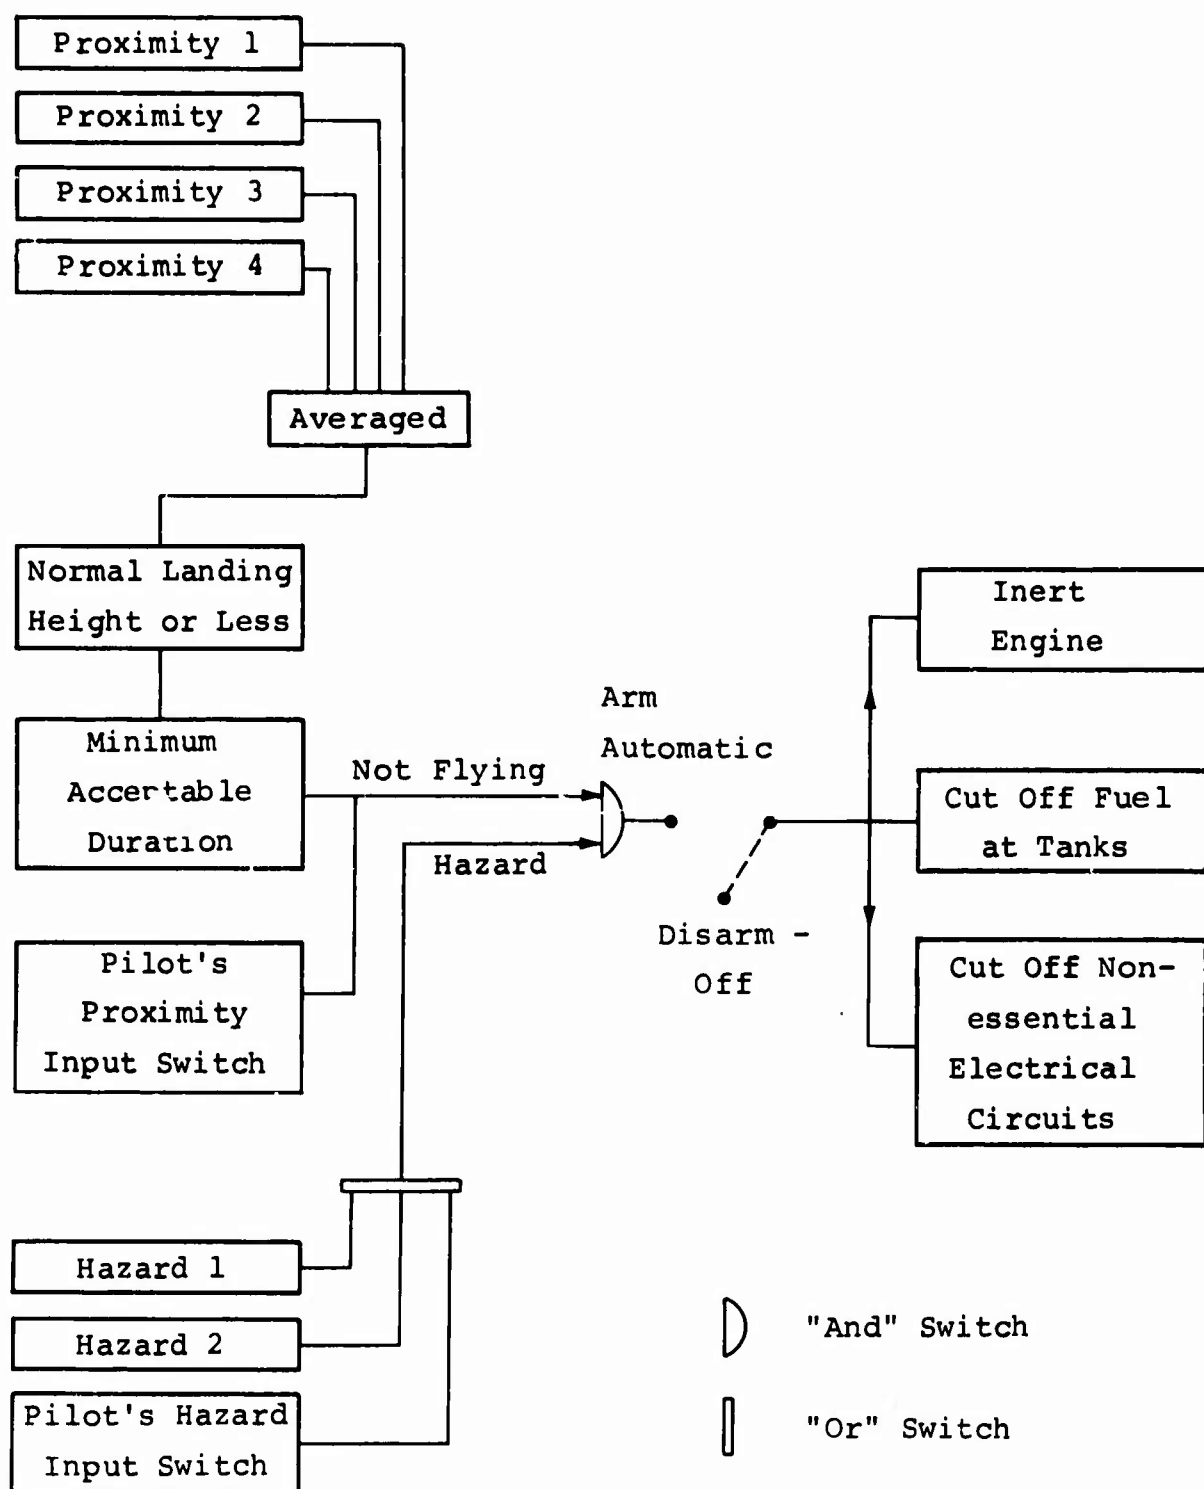 Proximity 1
Proximity 2
Proximity 3
Proximity 4
Averaged
Normal Landing
Height or Less
Minimum
Accertable
Duration
Not Flying
Hazard
Pilot's
Proximity
Input Switch
Hazard 1
Hazard 2
Pilot's Hazard
Input Switch
Arm
Automatic
Disarm -
Off
Inert
Engine
Cut Off Fuel
at Tanks
Cut Off Non-
essential
Electrical
Circuits
"And" Switch
"Or" Switch